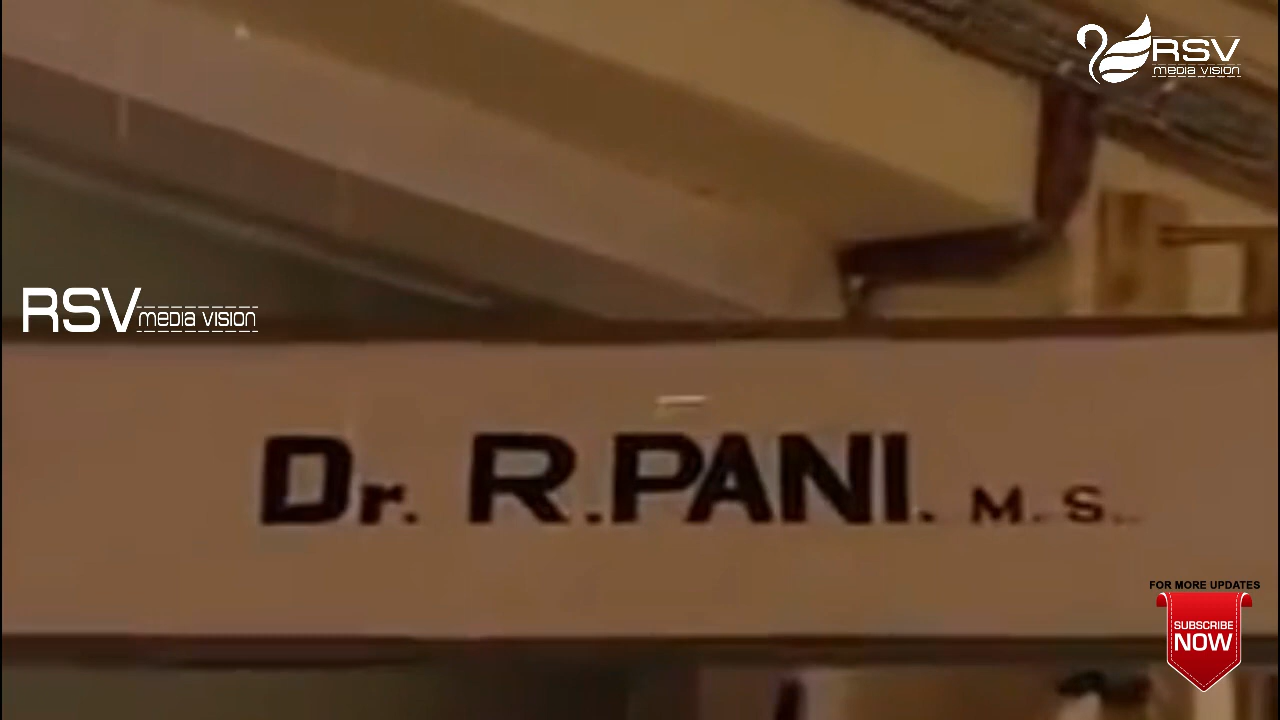 RSV
media vision
RSV media vision
Dr. R.PANI. M.S.
FOR MORE UPDATES
SUBSCRIBE
NOW